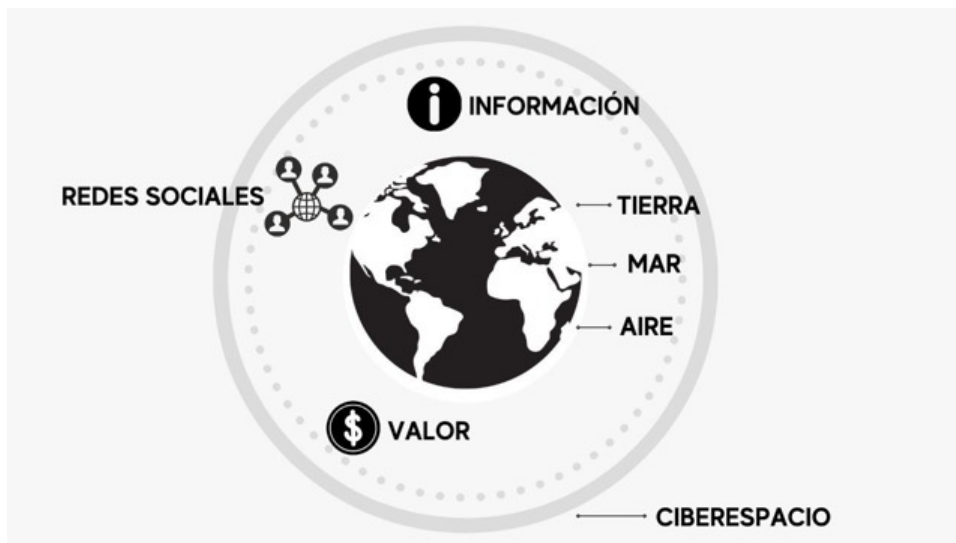 INFORMACIÓN
REDES SOCIALES
TIERRA
MAR
AIRE
$ VALOR
CIBERESPACIO